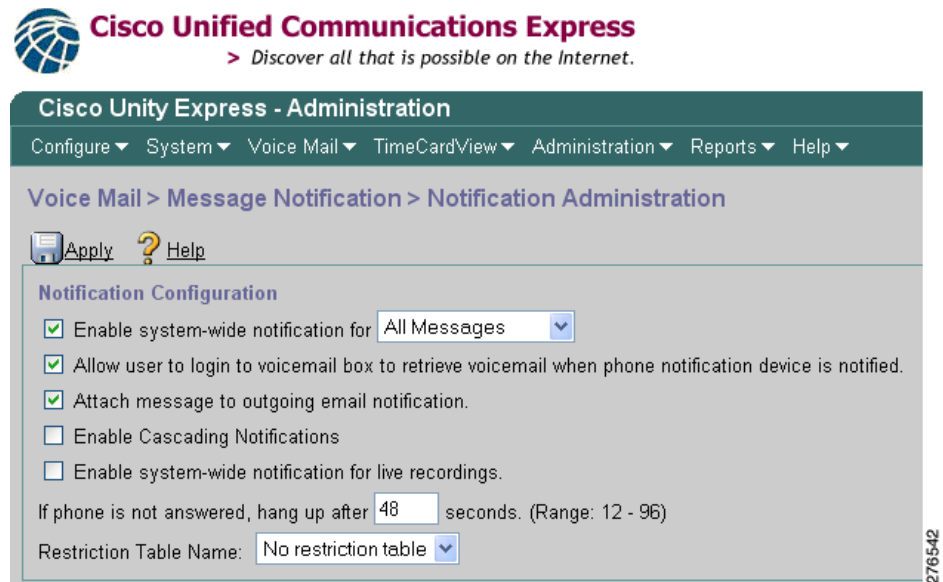 Cisco Unified Communications Express
> Discover all that is possible on the Internet.
Cisco Unity Express - Administration
Configure System Voice Mail TimeCardView Administration Reports Help
Voice Mail > Message Notification > Notification Administration
Apply Help
Notification Configuration
Enable system-wide notification for All Messages
Allow user to login to voicemail box to retrieve voicemail when phone notification device is notified.
Attach message to outgoing email notification.
Enable Cascading Notifications
Enable system-wide notification for live recordings.
If phone is not answered, hang up after 48 seconds. (Range: 12 - 96)
Restriction Table Name: No restriction table
276542